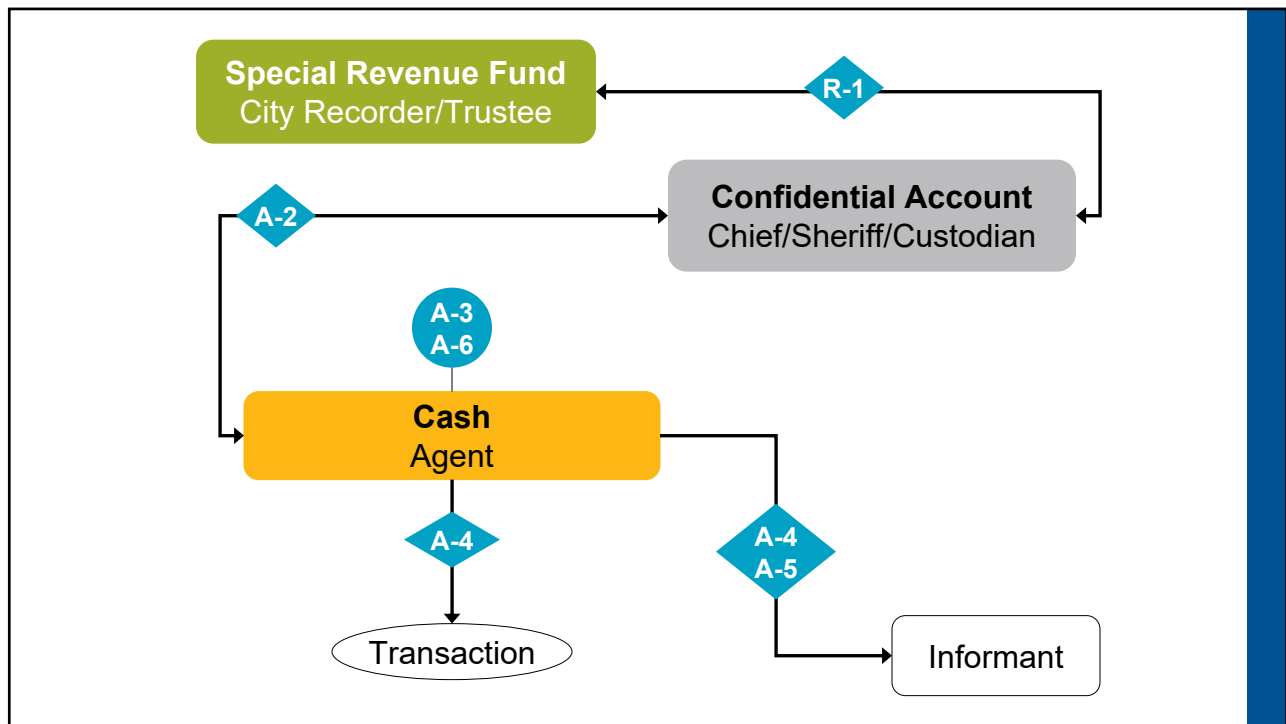 Special Revenue Fund
City Recorder/Trustee
R-1
Confidential Account
Chief/Sheriff/Custodian
A-2
A-3
A-6
Cash
Agent
A-4
A-4
A-5
Transaction
Informant